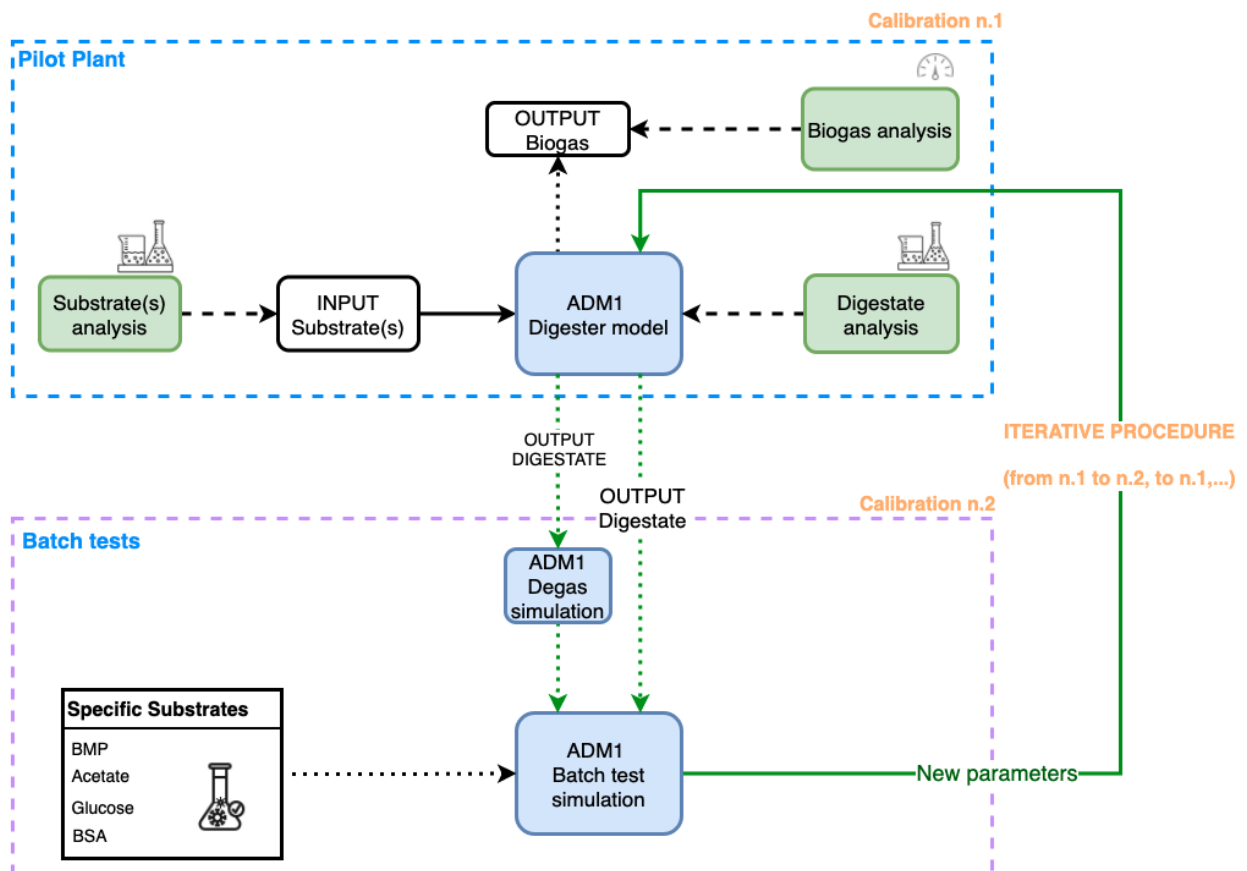 Calibration n.1
Pilot Plant
OUTPUT
Biogas
Biogas analysis
Substrate(s)
analysis
INPUT
Substrate(s)
ADM1
Digester model
Digestate
analysis
OUTPUT
DIGESTATE
ITERATIVE PROCEDURE
(from n.1 to n.2, to n.1,...)
OUTPUT
Digestate
Calibration n.2
Batch tests
ADM1
Degas
simulation
Specific Substrates
BMP
Acetate
Glucose
BSA
ADM1
Batch test
simulation
New parameters